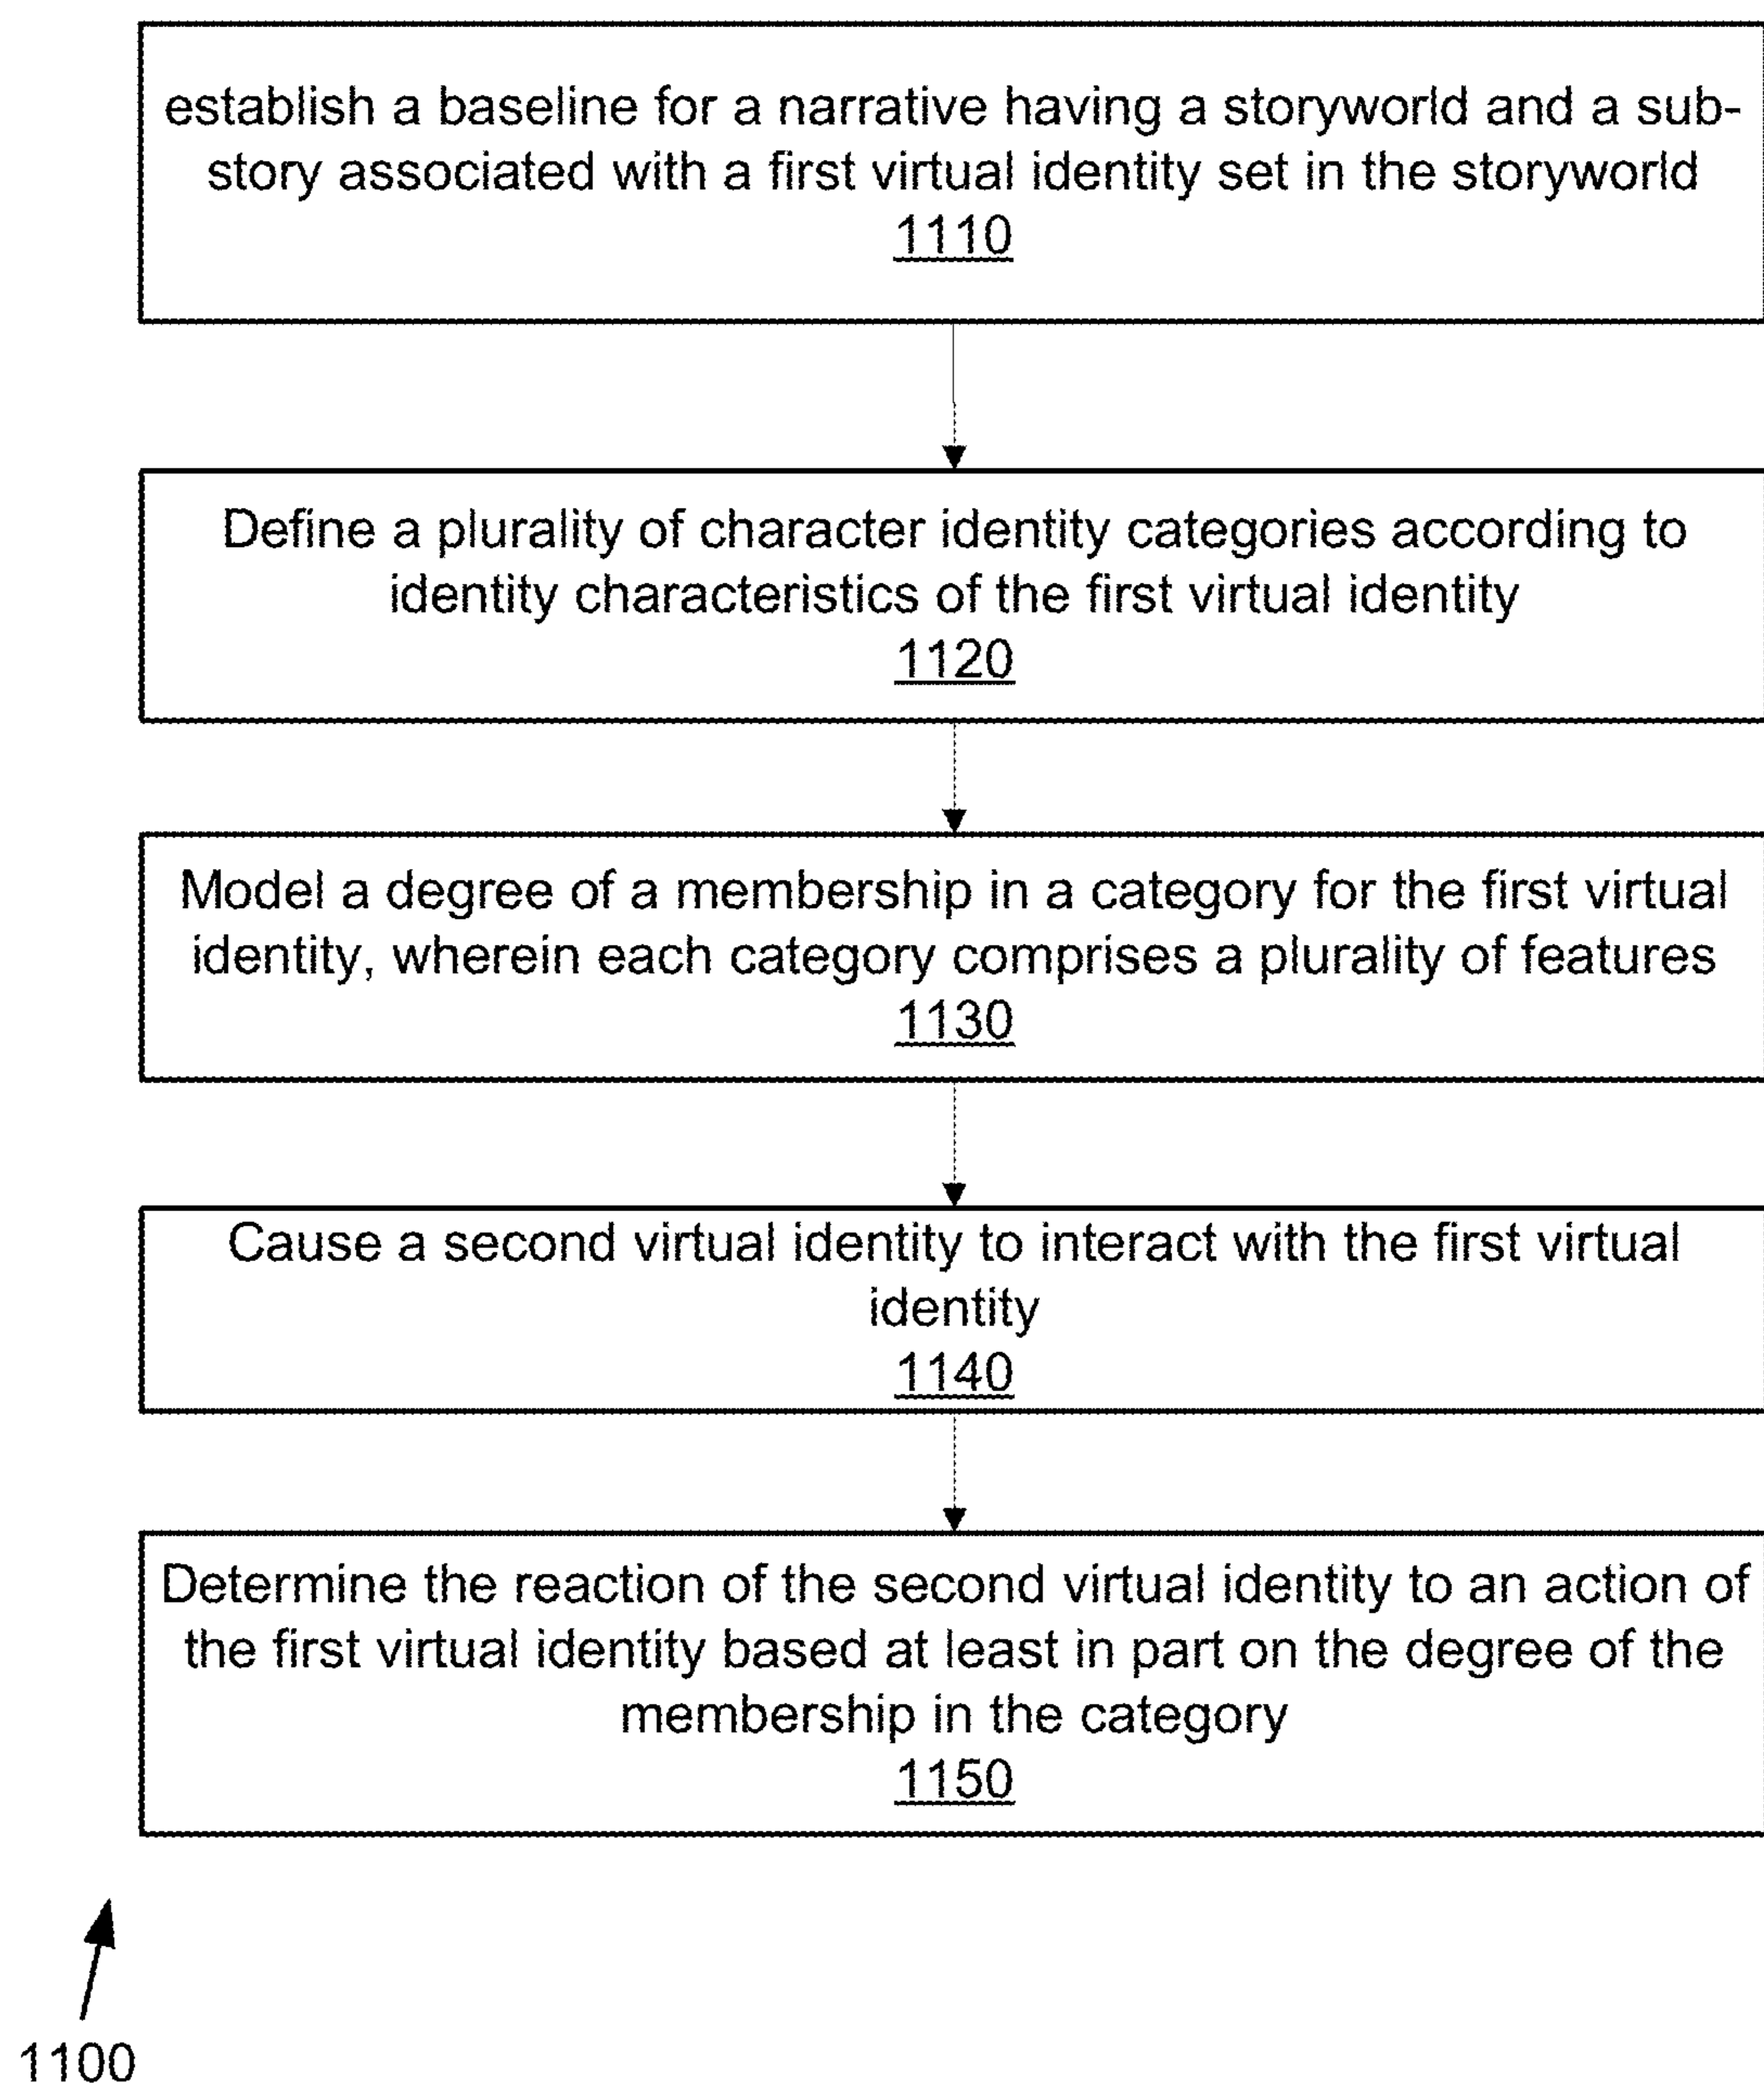 establish a baseline for a narrative having a storyworld and a sub-
story associated with a first virtual identity set in the storyworld
1110
Define a plurality of character identity categories according to
identity characteristics of the first virtual identity
1120
Model a degree of a membership in a category for the first virtual
identity, wherein each category comprises a plurality of features
1130
Cause a second virtual identity to interact with the first virtual
identity
1140
Determine the reaction of the second virtual identity to an action of
the first virtual identity based at least in part on the degree of the
membership in the category
1150
1100